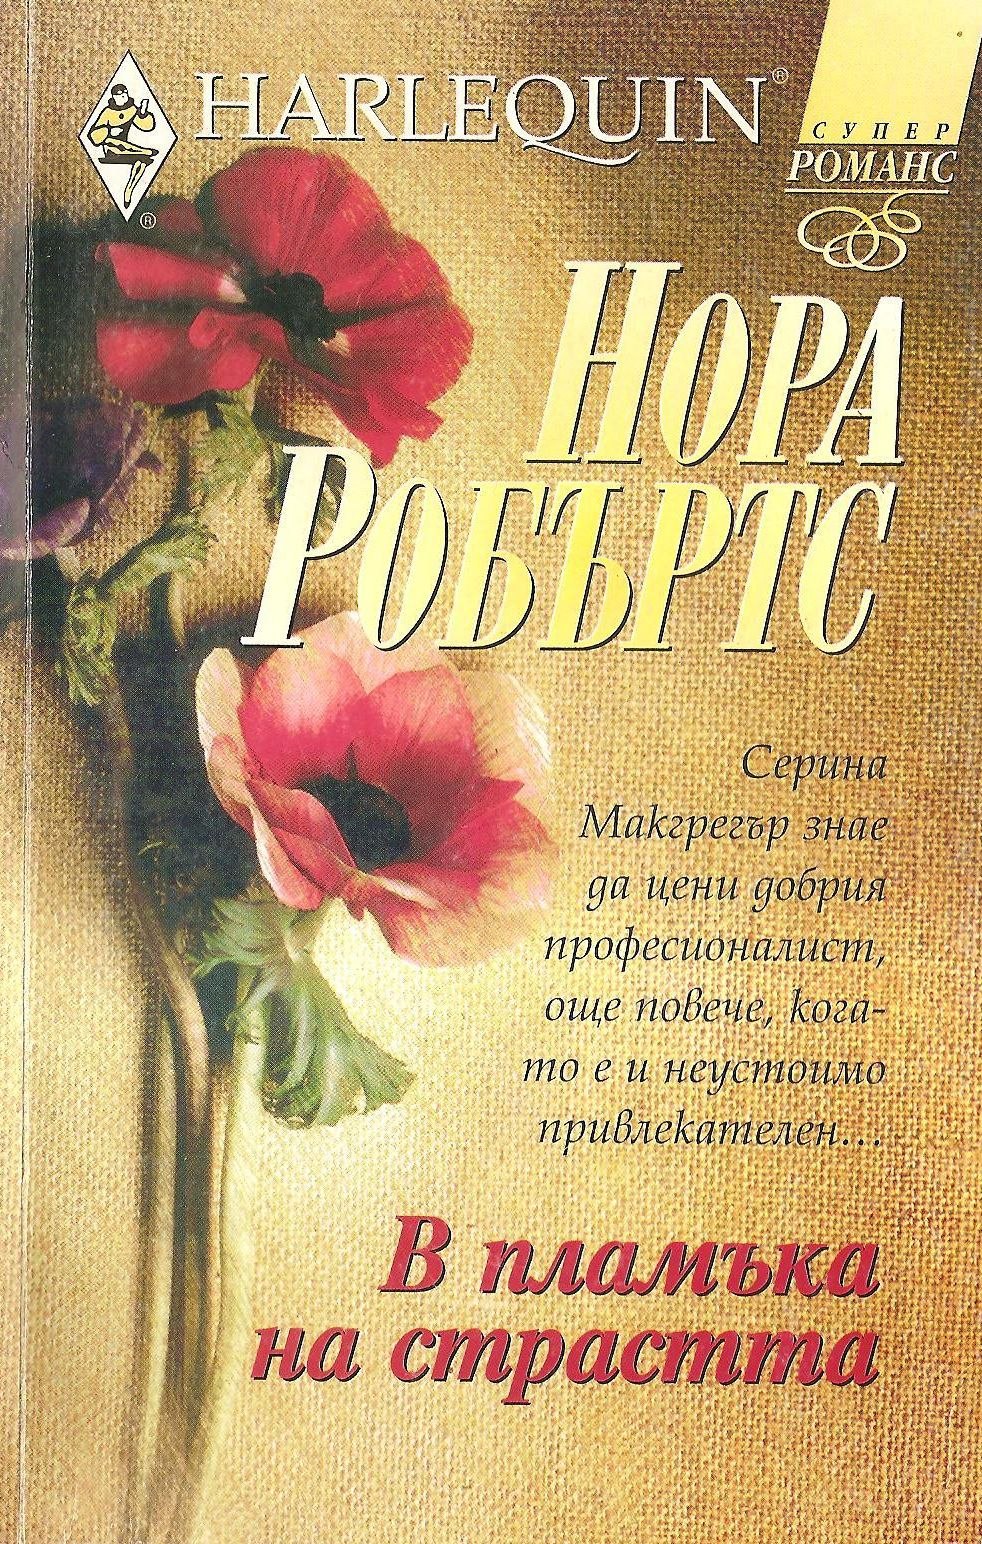 HARLEQUIN®
СУПЕР
РОМАНС
®
НОРА
РОБЪРТС
Серина
Макгрегър знае
да цени добрия
професионалист,
още повече, кога-
то е и неустоимо
привлекателен...
В пламъка
на страстта